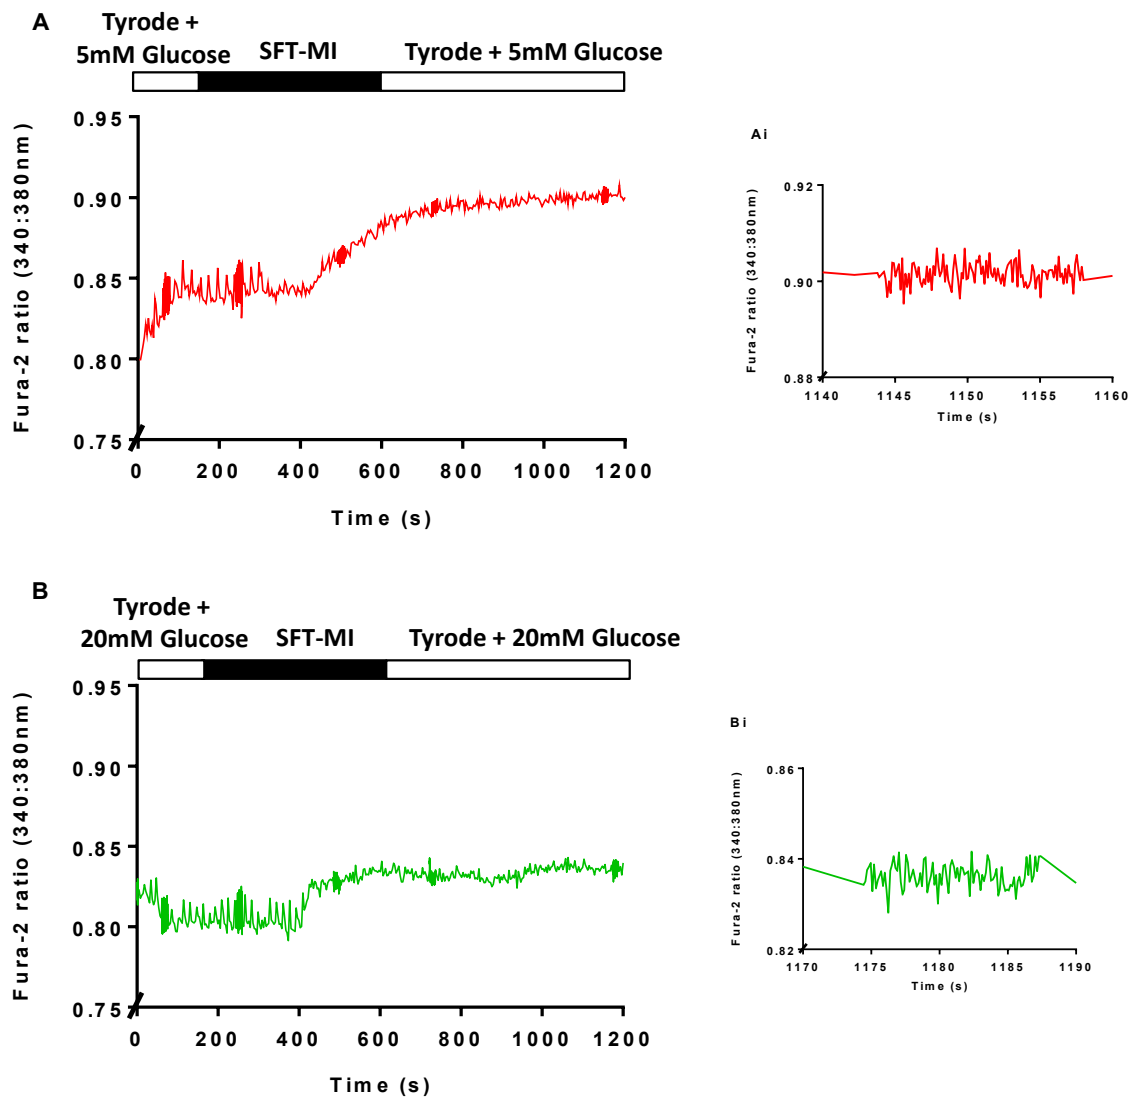 A
Tyrode +
5mM Glucose
SFT-MI
Tyrode + 5mM Glucose
Fura-2 ratio (340:380nm)
0.95
0.90
0.85
0.80
0.75
0 200 400 600 800 1000 1200
Time (s)
Ai
Fura-2 ratio (340:380nm)
0.92
0.90
0.88
1140 1145 1150 1155 1160
Time (s)
B
Tyrode +
20mM Glucose
SFT-MI
Tyrode + 20mM Glucose
Fura-2 ratio (340:380nm)
0.95
0.90
0.85
0.80
0.75
0 200 400 600 800 1000 1200
Time (s)
Bi
Fura-2 ratio (340:380nm)
0.86
0.84
0.82
1170 1175 1180 1185 1190
Time (s)